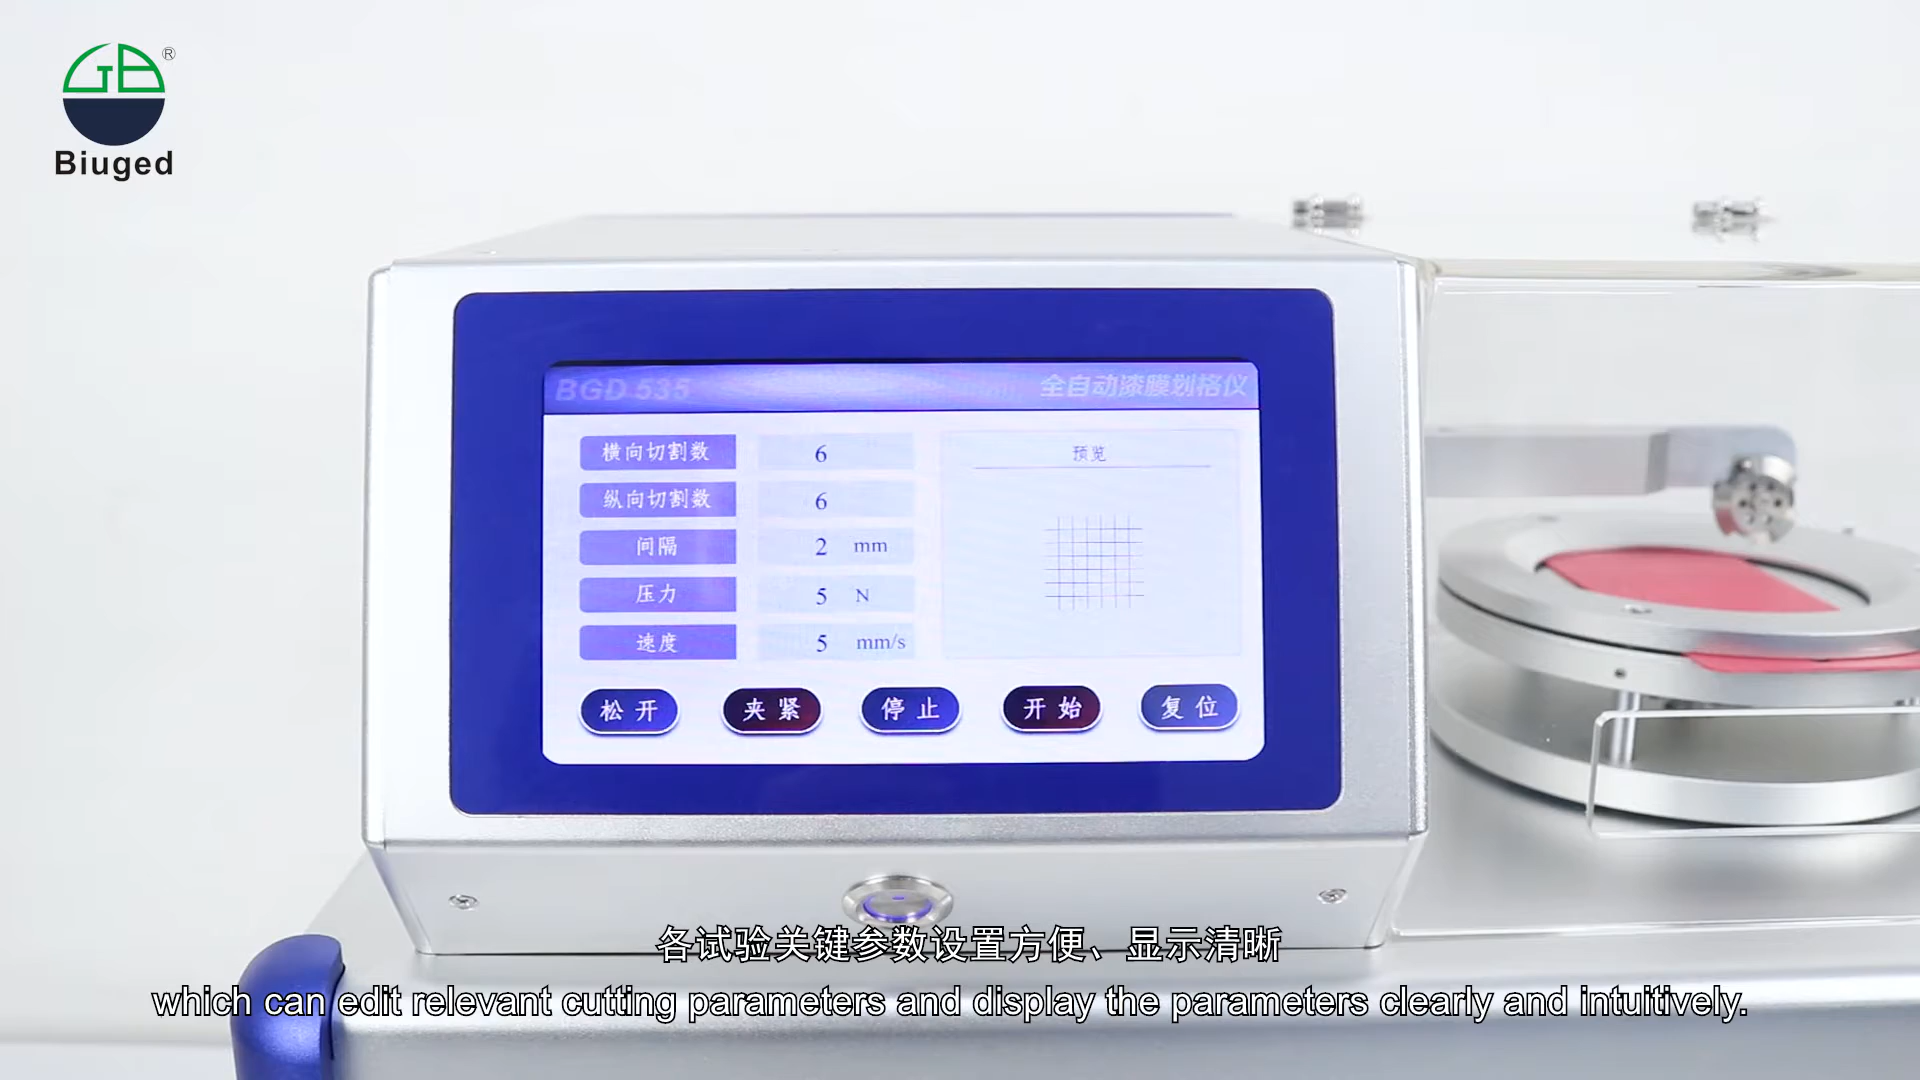 GB®
Biuged
BGD 535
全自动漆膜划格仪
横向切割数 6
纵向切割数 6
间隔 2 mm
压力 5 N
速度 5 mm/s
预览
松开 夹紧 停止 开始 复位
各试验关键参数设置方便、显示清晰
which can edit relevant cutting parameters and display the parameters clearly and intuitively.